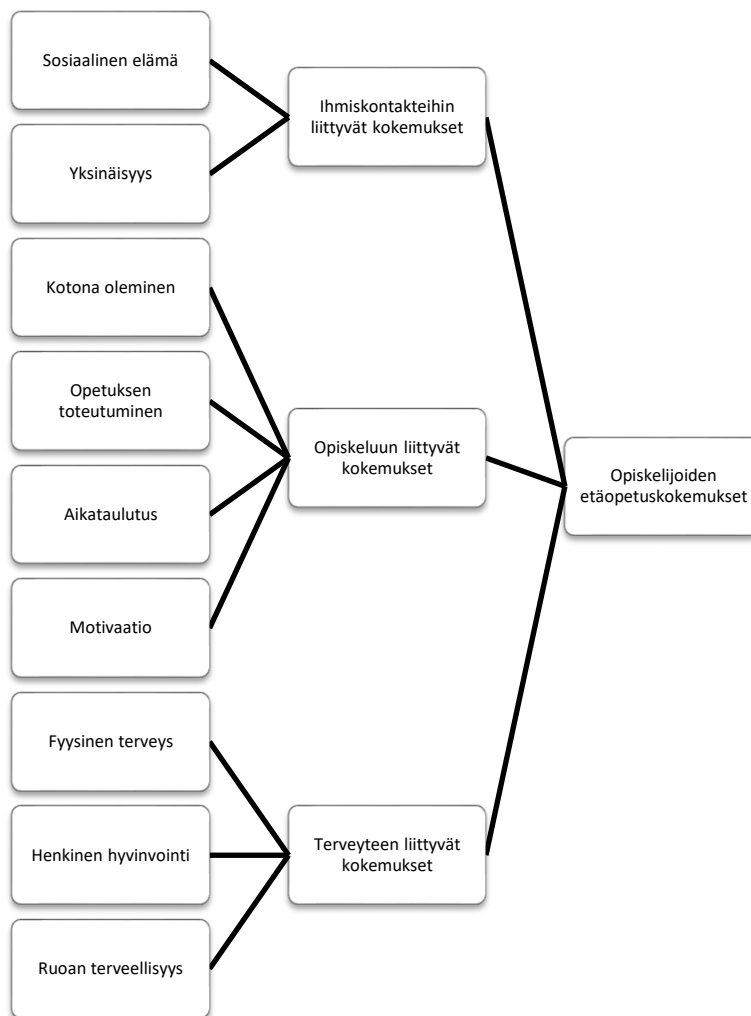 Sosiaalinen elämä
Yksinäisyys
Kotona oleminen
Opetuksen
toteutuminen
Aikataulutus
Motivaatio
Fyysinen terveys
Henkinen hyvinvointi
Ruoan terveellisyys
Ihmiskontakteihin
liittyvät kokemukset
Opiskeluun liittyvät
kokemukset
Terveyteen liittyvät
kokemukset
Opiskelijoiden
etäopetuskokemukset